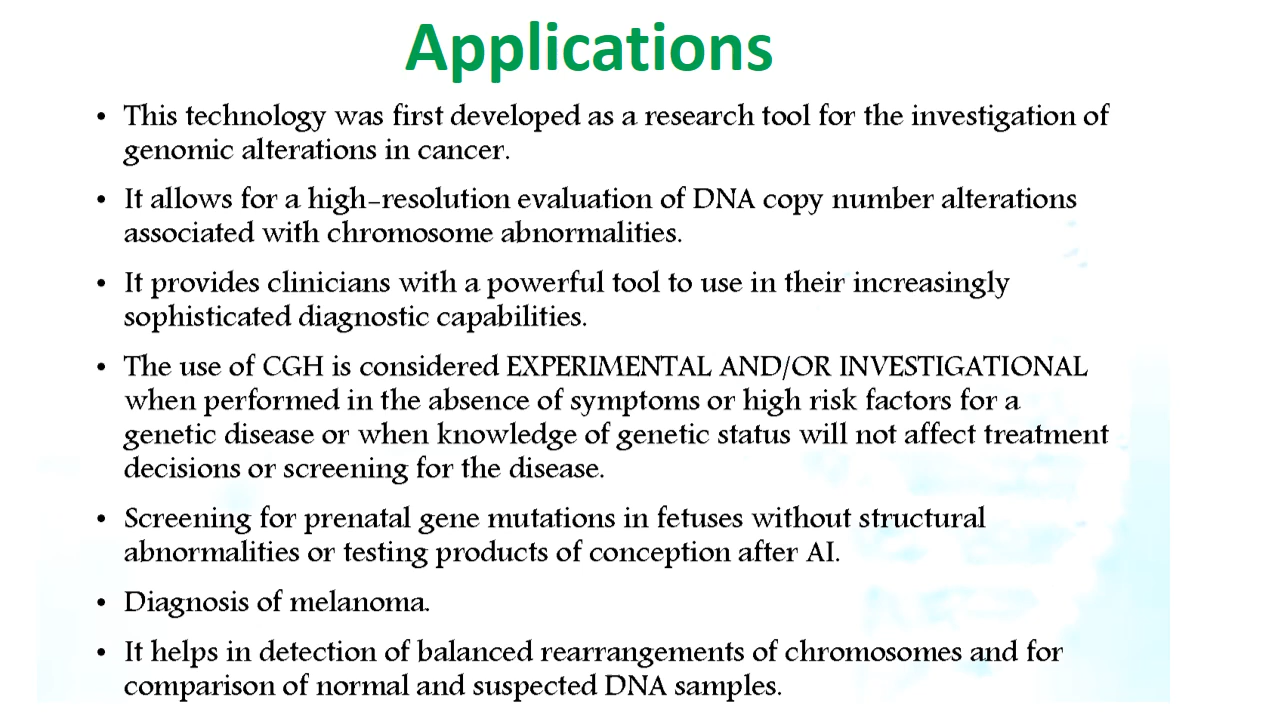 Applications
• This technology was first developed as a research tool for the investigation of
genomic alterations in cancer.
• It allows for a high-resolution evaluation of DNA copy number alterations
associated with chromosome abnormalities.
• It provides clinicians with a powerful tool to use in their increasingly
sophisticated diagnostic capabilities.
• The use of CGH is considered EXPERIMENTAL AND/OR INVESTIGATIONAL
when performed in the absence of symptoms or high risk factors for a
genetic disease or when knowledge of genetic status will not affect treatment
decisions or screening for the disease.
• Screening for prenatal gene mutations in fetuses without structural
abnormalities or testing products of conception after AI.
• Diagnosis of melanoma.
• It helps in detection of balanced rearrangements of chromosomes and for
comparison of normal and suspected DNA samples.